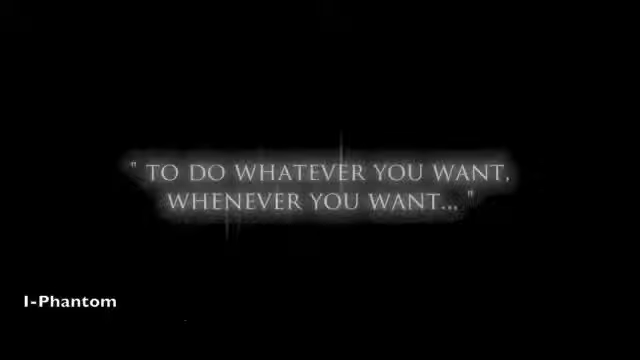 " TO DO WHATEVER YOU WANT,
WHENEVER YOU WANT... "
I-Phantom